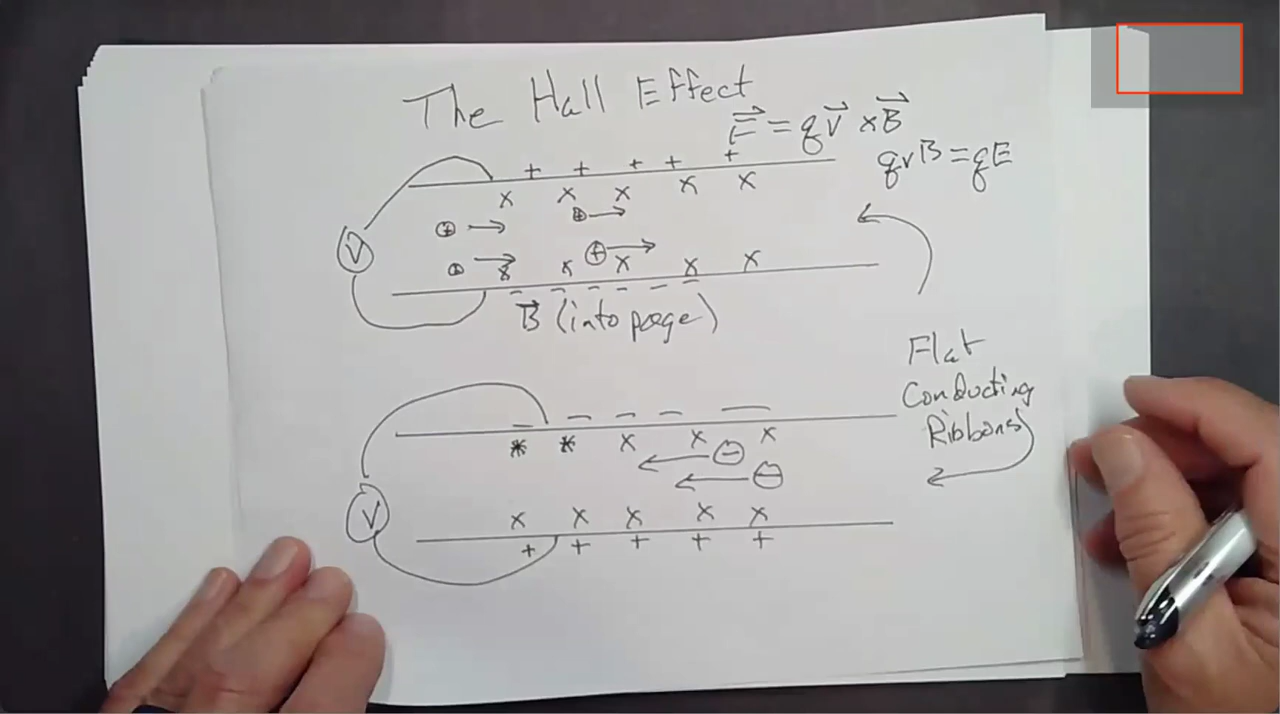 The Hall Effect
F = qv × B
qvB = qE
+ + + + +
x x x x x
+ → + →
V
+ → + →
x x x x x
- - - - - -
B (into page)
Flat
Conducting
Ribbons
- - - - -
x x x x x
← -
← -
V
x x x x x
+ + + + +